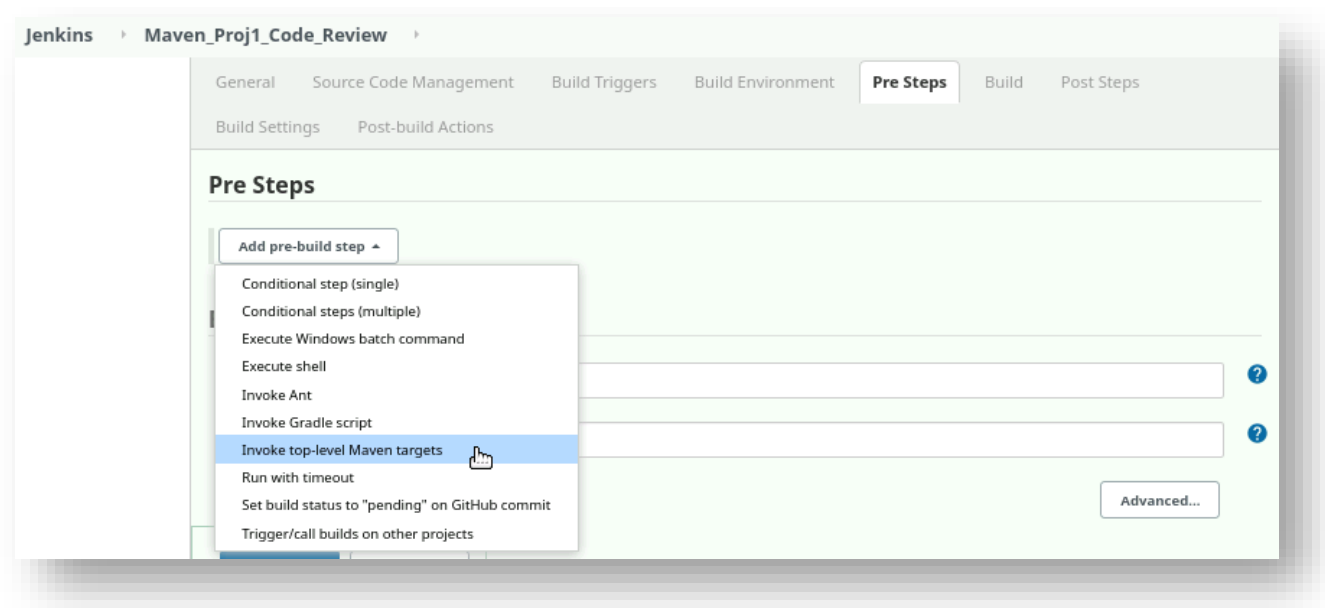 Jenkins Maven_Proj1_Code_Review
General Source Code Management Build Triggers Build Environment Pre Steps Build Post Steps
Build Settings Post-build Actions
Pre Steps
Add pre-build step
Conditional step (single)
Conditional steps (multiple)
Execute Windows batch command
Execute shell
Invoke Ant
Invoke Gradle script
Invoke top-level Maven targets
Run with timeout
Set build status to "pending" on GitHub commit
Trigger/call builds on other projects
?
?
Advanced...